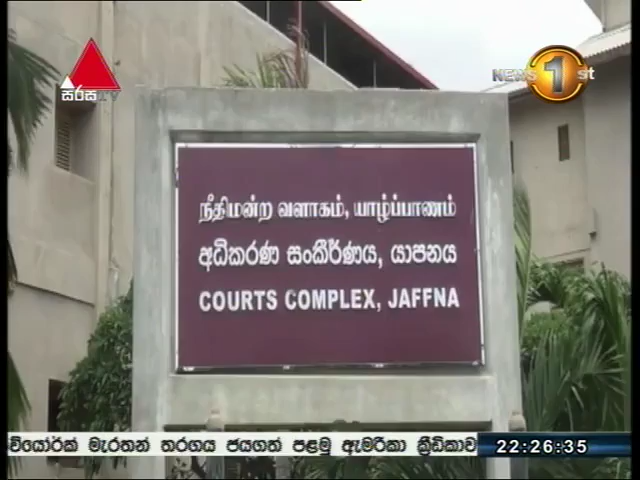 සිරස TV
NEWS 1st
நீதிமன்ற வளாகம், யாழ்ப்பாணம்
අධිකරණ සංකීර්ණය, යාපනය
COURTS COMPLEX, JAFFNA
ව්යෝර්ක් මැරතන් තරගය ජයගත් පළමු ඇමරිකා ක්‍රීඩිකාව
22:26:35